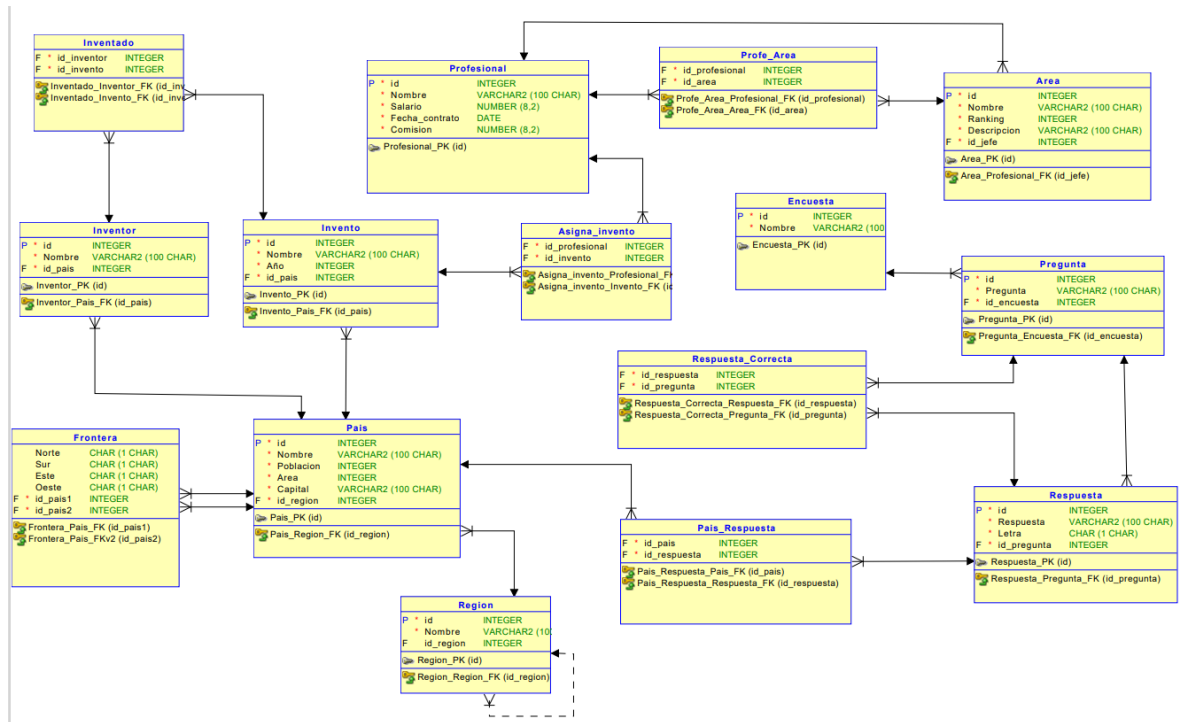 Inventado
F * id_inventor INTEGER
F * id_invento INTEGER
Inventado_Inventor_FK (id_inv
Inventado_Invento_FK (id_inve
Profesional
P * id INTEGER
* Nombre VARCHAR2 (100 CHAR)
* Salario NUMBER (8,2)
* Fecha_contrato DATE
* Comision NUMBER (8,2)
Profesional_PK (id)
Profe_Area
F * id_profesional INTEGER
F * id_area INTEGER
Profe_Area_Profesional_FK (id_profesional)
Profe_Area_Area_FK (id_area)
Area
P * id INTEGER
* Nombre VARCHAR2 (100 CHAR)
* Ranking INTEGER
* Descripcion VARCHAR2 (100 CHAR)
F * id_jefe INTEGER
Area_PK (id)
Area_Profesional_FK (id_jefe)
Inventor
P * id INTEGER
* Nombre VARCHAR2 (100 CHAR)
F * id_pais INTEGER
Inventor_PK (id)
Inventor_Pais_FK (id_pais)
Invento
P * id INTEGER
* Nombre VARCHAR2 (100 CHAR)
* Año INTEGER
F * id_pais INTEGER
Invento_PK (id)
Invento_Pais_FK (id_pais)
Asigna_invento
F * id_profesional INTEGER
F * id_invento INTEGER
Asigna_invento_Profesional_F
Asigna_invento_Invento_FK (ic
Encuesta
P * id INTEGER
* Nombre VARCHAR2 (100
Encuesta_PK (id)
Pregunta
P * id INTEGER
* Pregunta VARCHAR2 (100 CHAR)
F * id_encuesta INTEGER
Pregunta_PK (id)
Pregunta_Encuesta_FK (id_encuesta)
Respuesta_Correcta
F * id_respuesta INTEGER
F * id_pregunta INTEGER
Respuesta_Correcta_Respuesta_FK (id_respuesta)
Respuesta_Correcta_Pregunta_FK (id_pregunta)
Frontera
Norte CHAR (1 CHAR)
Sur CHAR (1 CHAR)
Este CHAR (1 CHAR)
Oeste CHAR (1 CHAR)
F * id_pais1 INTEGER
F * id_pais2 INTEGER
Frontera_Pais_FK (id_pais1)
Frontera_Pais_FKv2 (id_pais2)
Pais
P * id INTEGER
* Nombre VARCHAR2 (100 CHAR)
* Poblacion INTEGER
* Area INTEGER
* Capital VARCHAR2 (100 CHAR)
F * id_region INTEGER
Pais_PK (id)
Pais_Region_FK (id_region)
Pais_Respuesta
F * id_pais INTEGER
F * id_respuesta INTEGER
Pais_Respuesta_Pais_FK (id_pais)
Pais_Respuesta_Respuesta_FK (id_respuesta)
Respuesta
P * id INTEGER
* Respuesta VARCHAR2 (100 CHAR)
* Letra CHAR (1 CHAR)
F * id_pregunta INTEGER
Respuesta_PK (id)
Respuesta_Pregunta_FK (id_pregunta)
Region
P * id INTEGER
* Nombre VARCHAR2 (10
F id_region INTEGER
Region_PK (id)
Region_Region_FK (id_region)